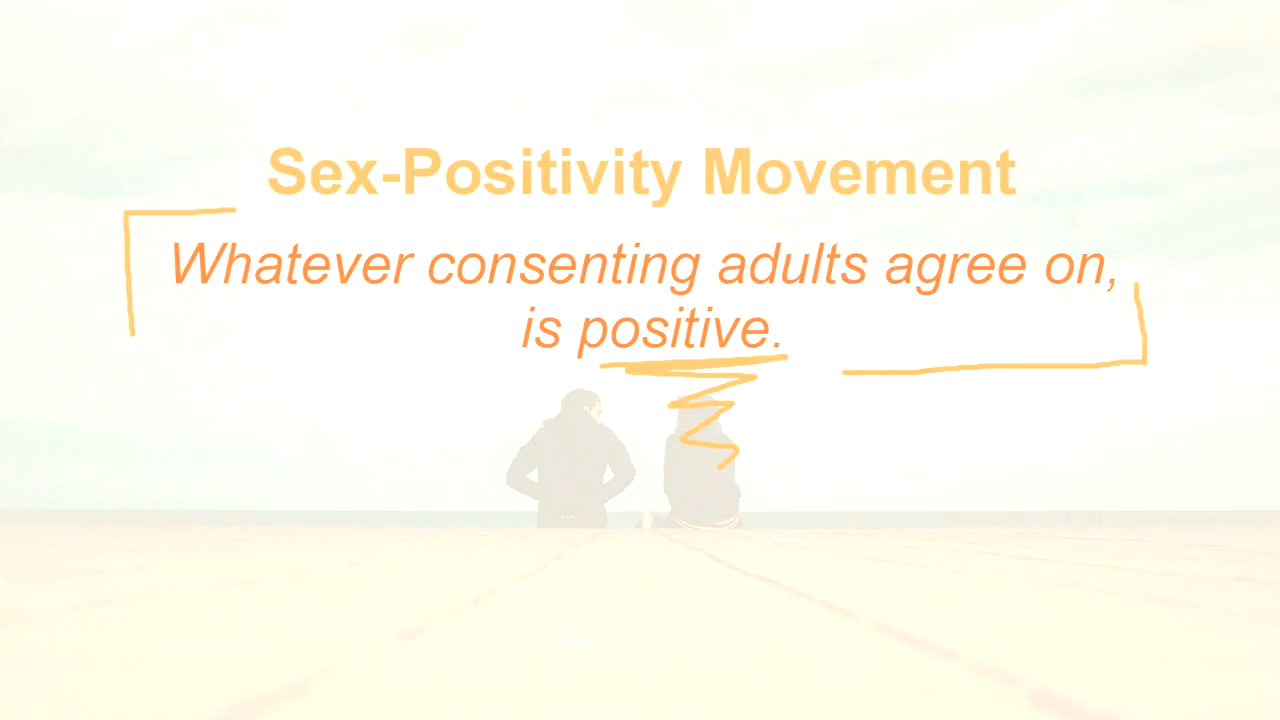 Sex-Positivity Movement
Whatever consenting adults agree on,
is positive.